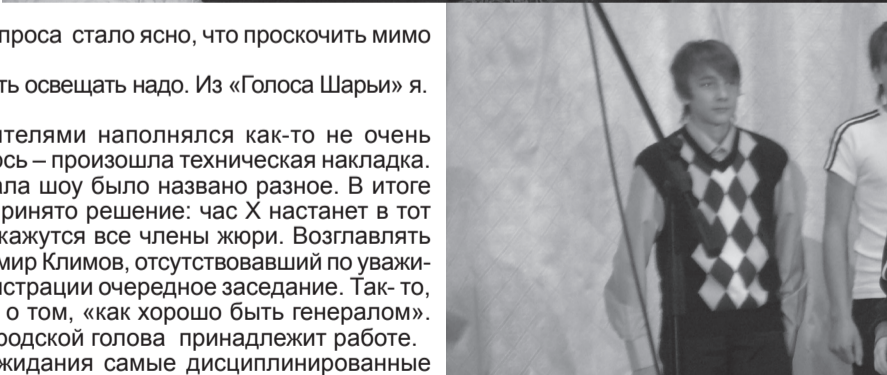 проса стало ясно, что проскочить мимо
ть освещать надо. Из «Голоса Шарьи» я.
ителями наполнялся как-то не очень
ось – произошла техническая накладка.
ала шоу было названо разное. В итоге
ринято решение: час Х настанет в тот
кажутся все члены жюри. Возглавлять
мир Климов, отсутствовавший по уважи-
истрации очередное заседание. Так- то,
о том, «как хорошо быть генералом».
родской голова принадлежит работе.
жидания самые дисциплинированные